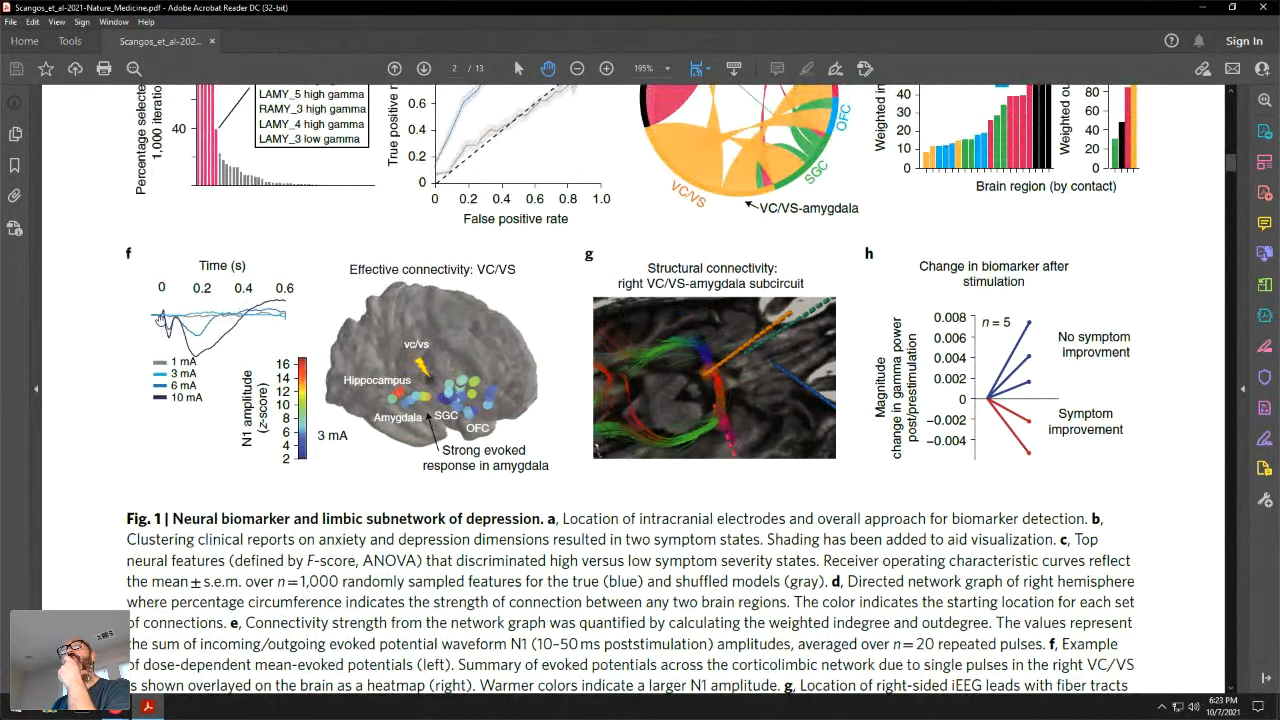 Scangos_et_al-2021-Nature_Medicine.pdf - Adobe Acrobat Reader DC (32-bit)
File Edit View Sign Window Help
Home Tools Scangos_et_al-202... × Sign In
2 / 13 195%
Percentage selected
1,000 iterations
40
LAMY_5 high gamma
RAMY_3 high gamma
LAMY_4 high gamma
LAMY_3 low gamma
True positive r
0.6
0.4
0.2
0
0 0.2 0.4 0.6 0.8 1.0
False positive rate
OFC
SGC
VC/VS
VC/VS-amygdala
Weighted in
40
30
20
10
0
Weighted ou
80
60
40
20
0
Brain region (by contact)
f
Time (s)
0 0.2 0.4 0.6
1 mA
3 mA
6 mA
10 mA
N1 amplitude
(z-score)
16
14
12
10
8
6
4
2
3 mA
Effective connectivity: VC/VS
vc/vs
Hippocampus
Amygdala
SGC
OFC
Strong evoked
response in amygdala
g
Structural connectivity:
right VC/VS-amygdala subcircuit
h
Change in biomarker after
stimulation
Magnitude
change in gamma power
post/prestimulation
0.008
0.006
0.004
0.002
0
−0.002
−0.004
n = 5
No symptom
improvment
Symptom
improvement
Fig. 1 | Neural biomarker and limbic subnetwork of depression. a, Location of intracranial electrodes and overall approach for biomarker detection. b,
Clustering clinical reports on anxiety and depression dimensions resulted in two symptom states. Shading has been added to aid visualization. c, Top
neural features (defined by F-score, ANOVA) that discriminated high versus low symptom severity states. Receiver operating characteristic curves reflect
the mean ± s.e.m. over n = 1,000 randomly sampled features for the true (blue) and shuffled models (gray). d, Directed network graph of right hemisphere
where percentage circumference indicates the strength of connection between any two brain regions. The color indicates the starting location for each set
of connections. e, Connectivity strength from the network graph was quantified by calculating the weighted indegree and outdegree. The values represent
the sum of incoming/outgoing evoked potential waveform N1 (10–50 ms poststimulation) amplitudes, averaged over n = 20 repeated pulses. f, Example
of dose-dependent mean-evoked potentials (left). Summary of evoked potentials across the corticolimbic network due to single pulses in the right VC/VS
is shown overlayed on the brain as a heatmap (right). Warmer colors indicate a larger N1 amplitude. g, Location of right-sided iEEG leads with fiber tracts
6:23 PM
10/7/2021